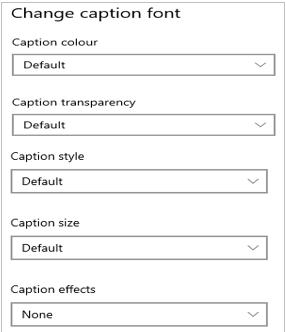 Change caption font
Caption colour
Default
Caption transparency
Default
Caption style
Default
Caption size
Default
Caption effects
None